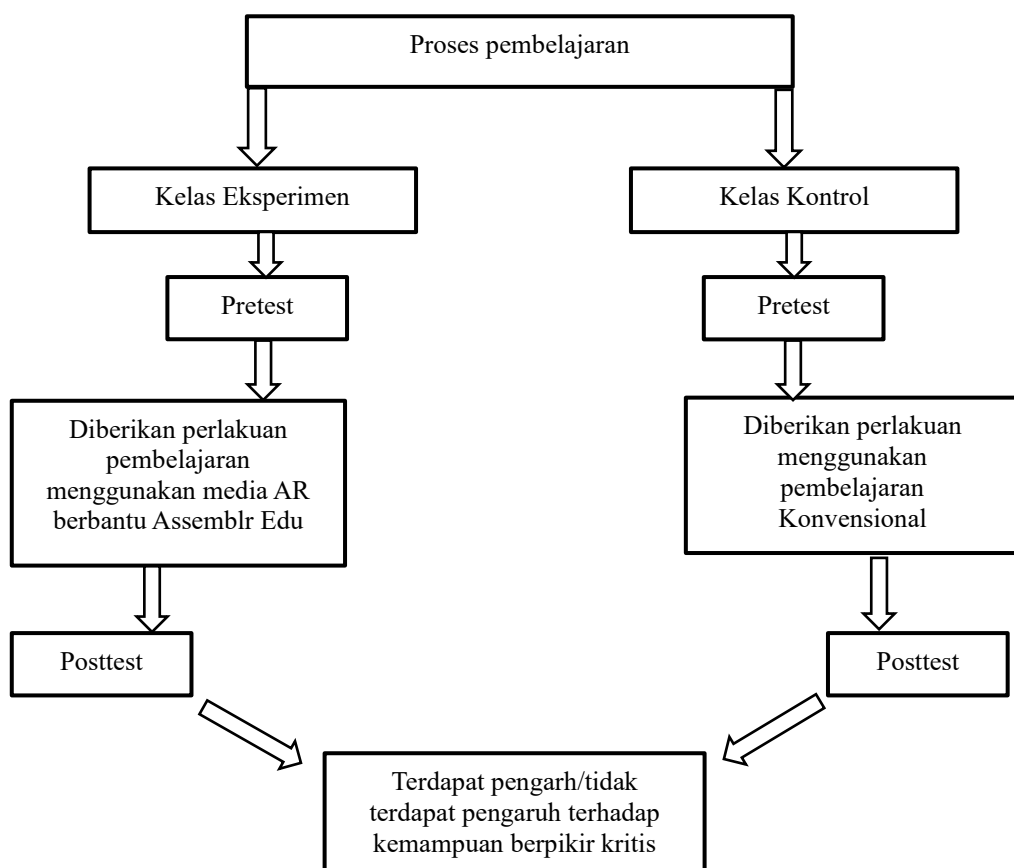 Proses pembelajaran
Kelas Eksperimen
Kelas Kontrol
Pretest
Pretest
Diberikan perlakuan
pembelajaran
menggunakan media AR
berbantu Assemblr Edu
Diberikan perlakuan
menggunakan
pembelajaran
Konvensional
Posttest
Posttest
Terdapat pengarh/tidak
terdapat pengaruh terhadap
kemampuan berpikir kritis